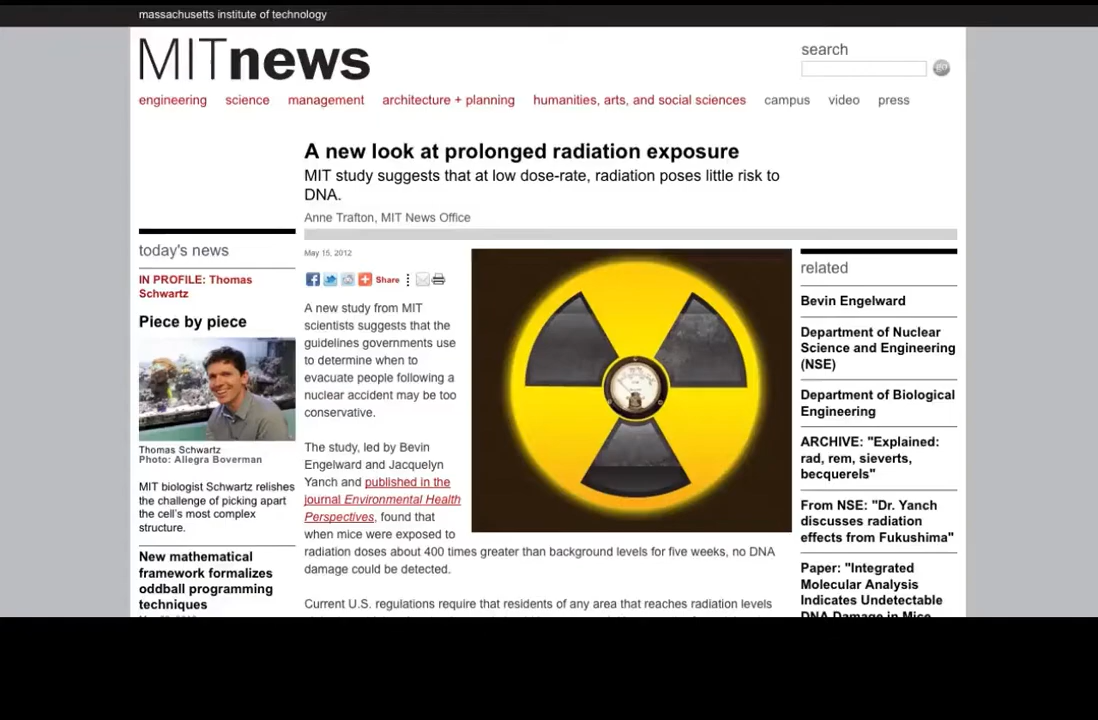 massachusetts institute of technology
MITnews
search
engineering science management architecture + planning humanities, arts, and social sciences campus video press
A new look at prolonged radiation exposure
MIT study suggests that at low dose-rate, radiation poses little risk to
DNA.
Anne Trafton, MIT News Office
today's news
IN PROFILE: Thomas
Schwartz
Piece by piece
Thomas Schwartz
Photo: Allegra Boverman
MIT biologist Schwartz relishes
the challenge of picking apart
the cell's most complex
structure.
New mathematical
framework formalizes
oddball programming
techniques
May 15, 2012
Share
A new study from MIT
scientists suggests that the
guidelines governments use
to determine when to
evacuate people following a
nuclear accident may be too
conservative.
The study, led by Bevin
Engelward and Jacquelyn
Yanch and published in the
journal Environmental Health
Perspectives, found that
when mice were exposed to
radiation doses about 400 times greater than background levels for five weeks, no DNA
damage could be detected.
Current U.S. regulations require that residents of any area that reaches radiation levels
related
Bevin Engelward
Department of Nuclear
Science and Engineering
(NSE)
Department of Biological
Engineering
ARCHIVE: "Explained:
rad, rem, sieverts,
becquerels"
From NSE: "Dr. Yanch
discusses radiation
effects from Fukushima"
Paper: "Integrated
Molecular Analysis
Indicates Undetectable
DNA Damage in Mice